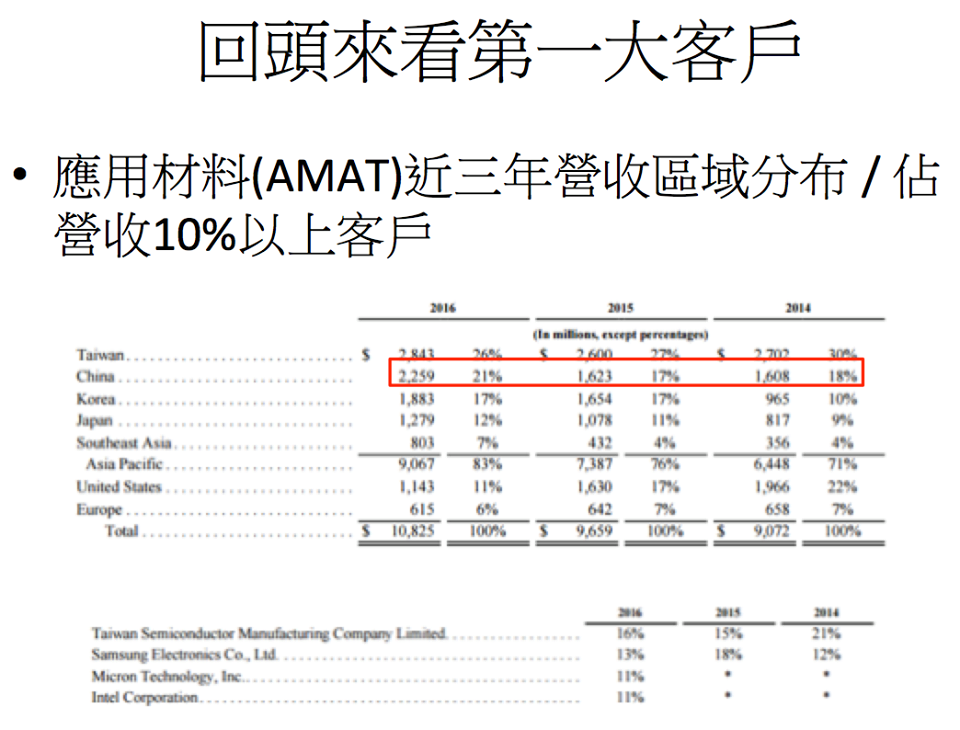 回頭來看第一大客戶
• 應用材料(AMAT)近三年營收區域分布 / 佔
營收10%以上客戶
2016 2015 2014
(In millions, except percentages)
Taiwan $ 2,843 26% $ 2,600 27% $ 2,702 30%
China 2,259 21% 1,623 17% 1,608 18%
Korea 1,883 17% 1,654 17% 965 10%
Japan 1,279 12% 1,078 11% 817 9%
Southeast Asia 803 7% 432 4% 356 4%
Asia Pacific 9,067 83% 7,387 76% 6,448 71%
United States 1,143 11% 1,630 17% 1,966 22%
Europe 615 6% 642 7% 658 7%
Total $ 10,825 100% $ 9,659 100% $ 9,072 100%
2016 2015 2014
Taiwan Semiconductor Manufacturing Company Limited 16% 15% 21%
Samsung Electronics Co., Ltd. 13% 18% 12%
Micron Technology, Inc. 11% * *
Intel Corporation 11% * *